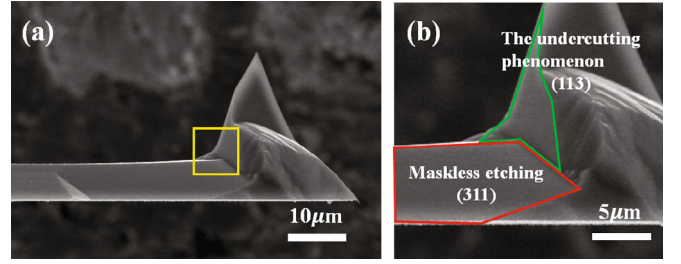 (a)
10μm
(b)
The undercutting
phenomenon
(113)
Maskless etching
(311)
5μm